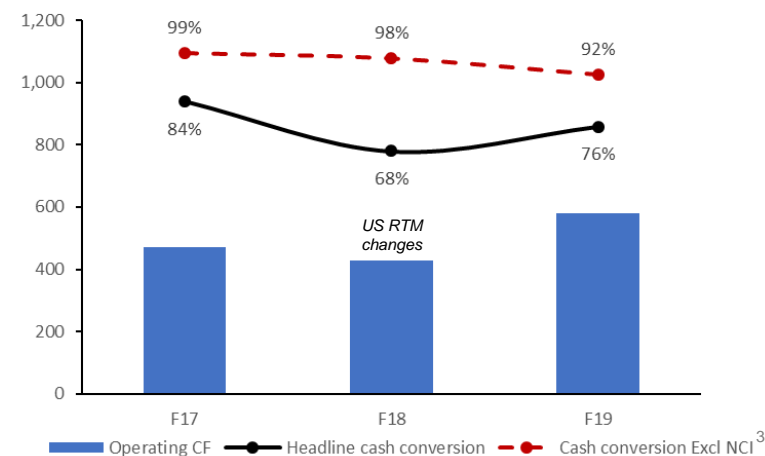 1,200
1,000
800
600
400
200
0
99%
98%
92%
84%
68%
76%
US RTM
changes
F17
F18
F19
Operating CF
Headline cash conversion
Cash conversion Excl NCI
3